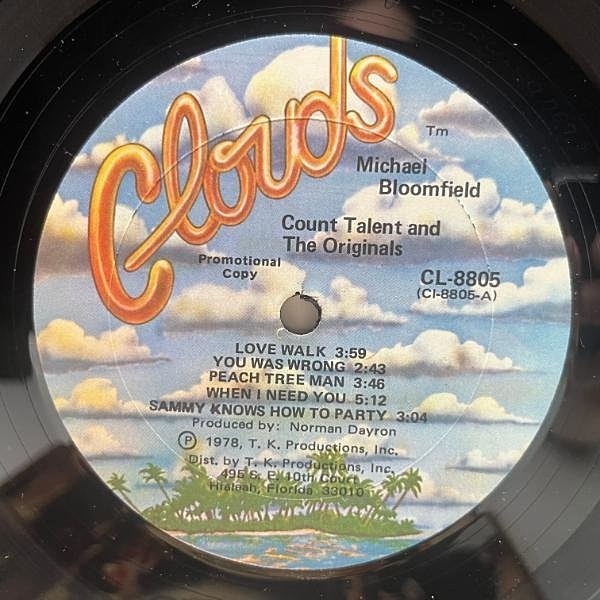 Clouds
Tm
Michael
Bloomfield
Count Talent and
The Originals
Promotional
Copy
CL-8805
(Cl-8805-A)
LOVE WALK 3:59
YOU WAS WRONG 2:43
PEACH TREE MAN 3:46
WHEN I NEED YOU 5:12
SAMMY KNOWS HOW TO PARTY 3:04
Produced by: Norman Dayron
Ⓟ 1978, T. K. Productions, Inc.
Dist. by T. K. Productions, Inc.
495 S. E. 10th Court
Hialeah, Florida 33010